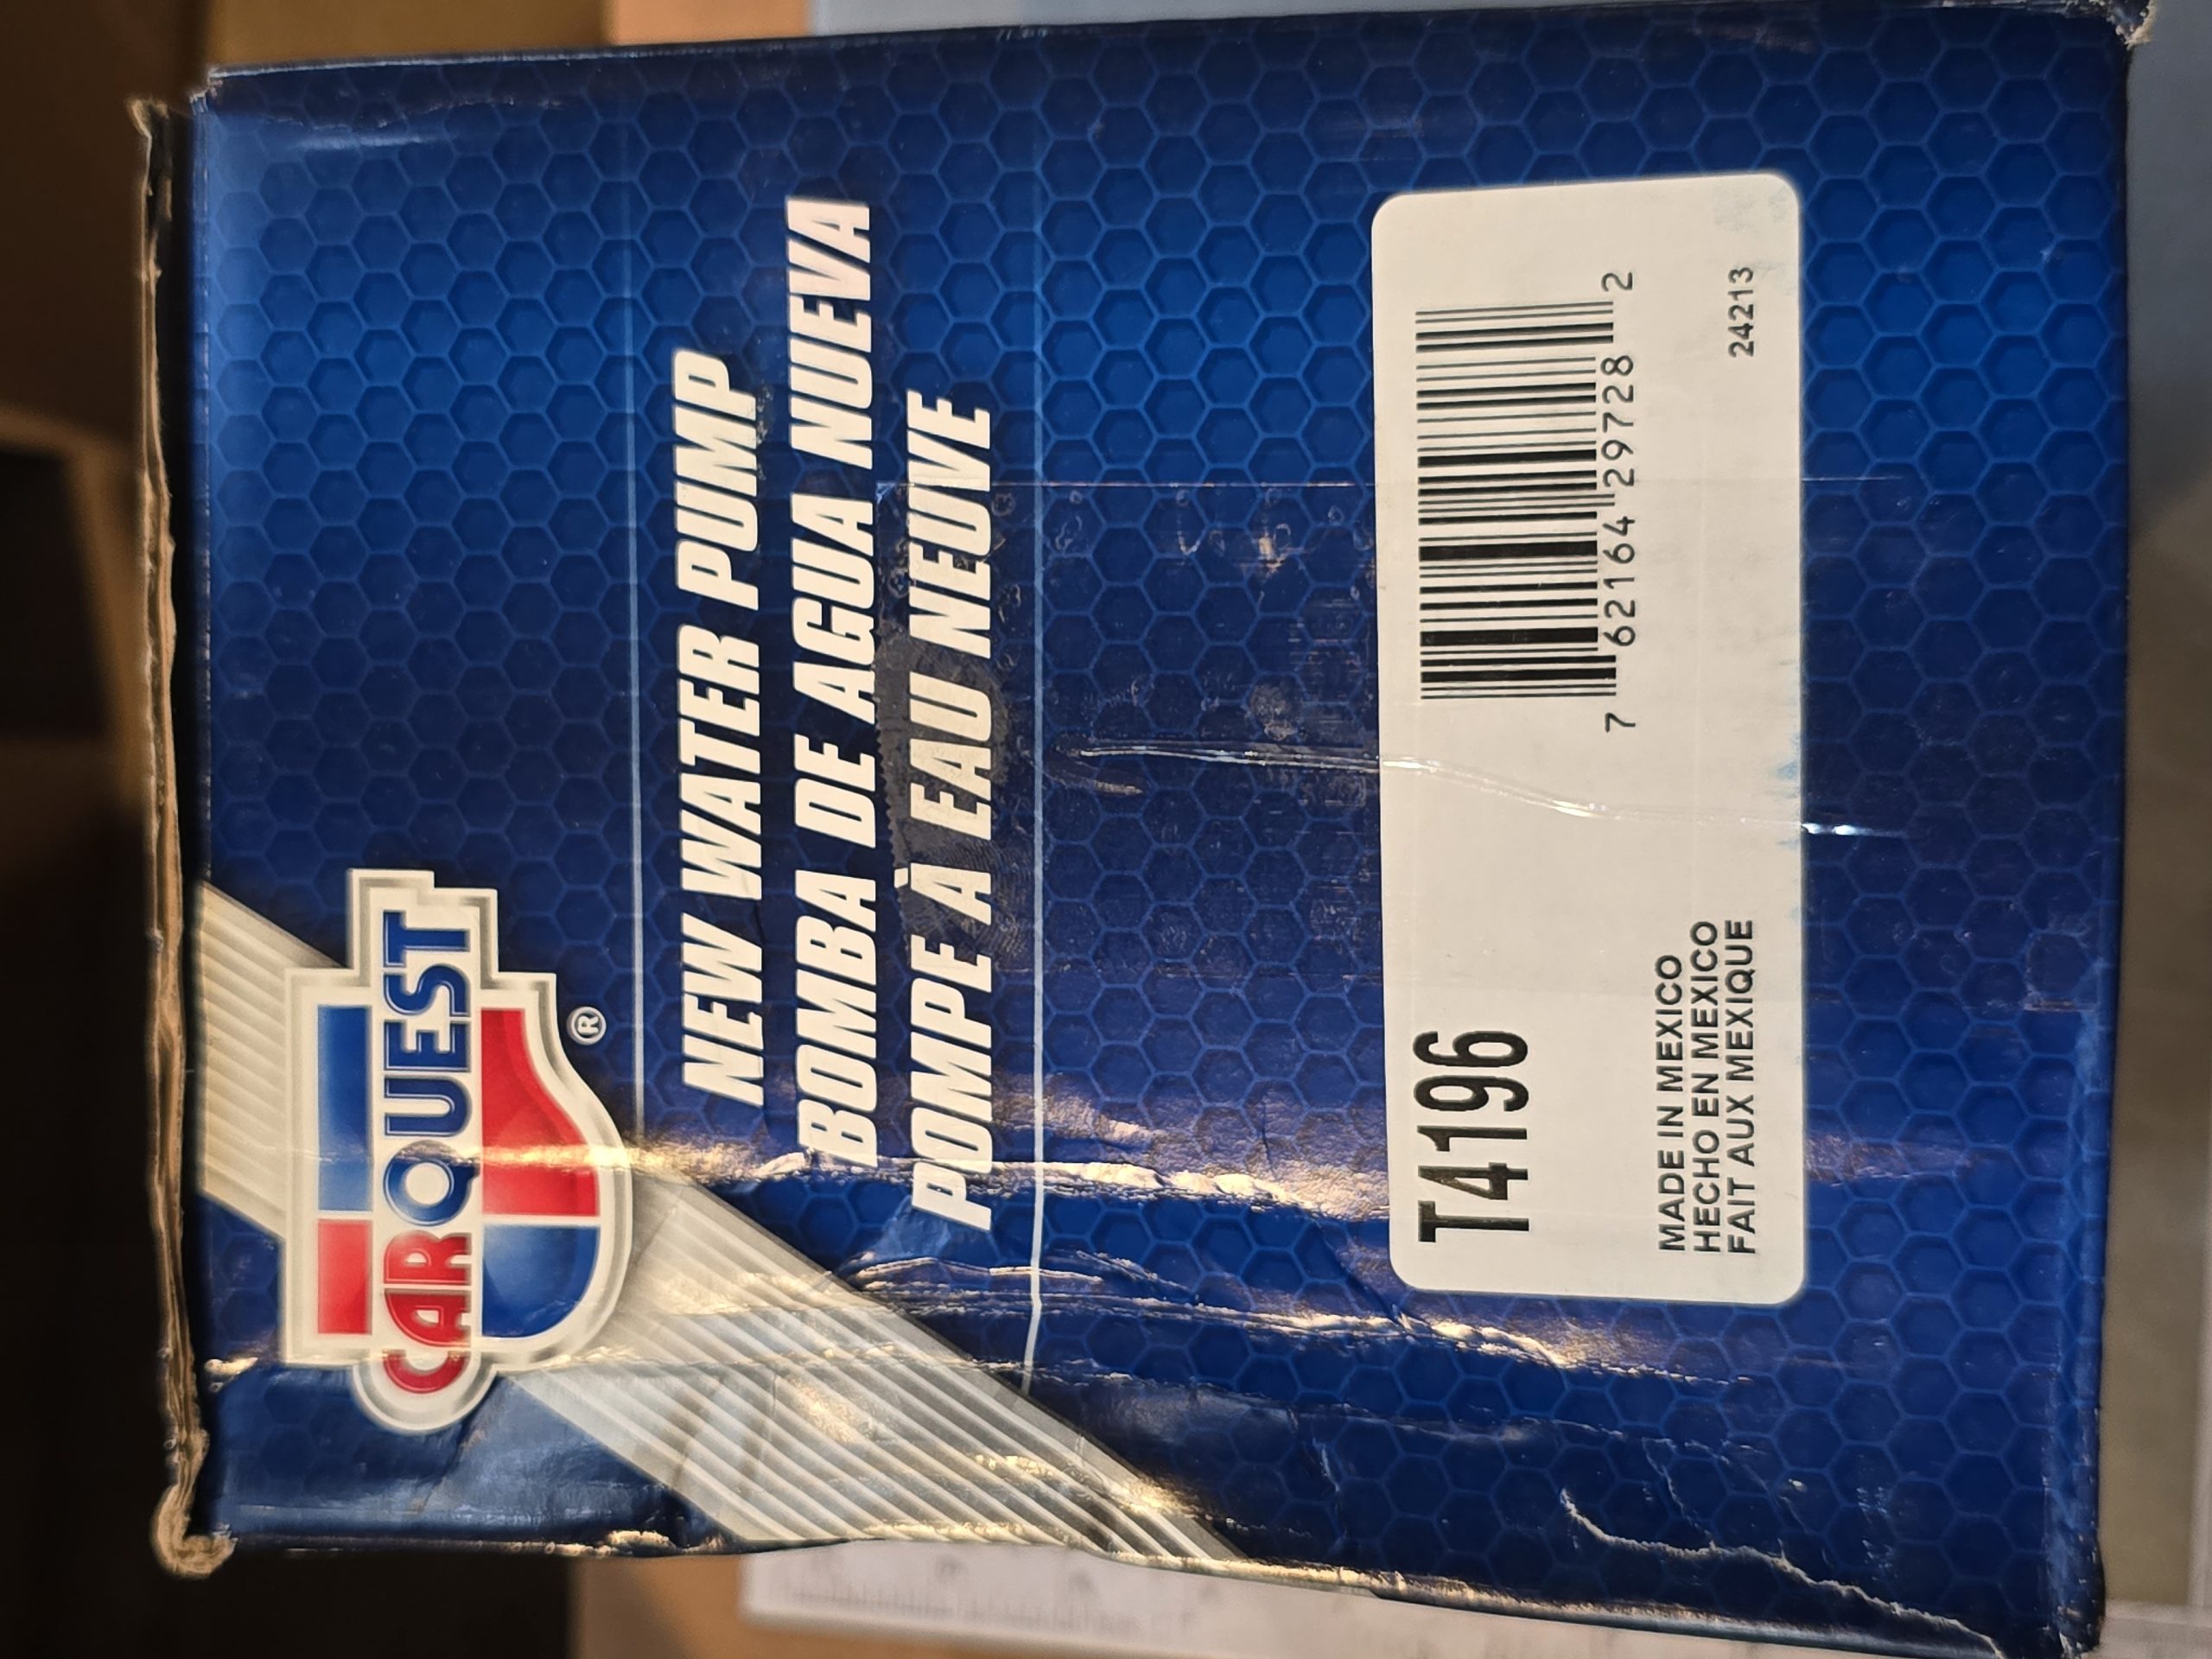 CARQUEST
®
NEW WATER PUMP
BOMBA DE AGUA NUEVA
POMPE À EAU NEUVE
T4196
7 62164 29728 2
MADE IN MEXICO
HECHO EN MEXICO
FAIT AUX MEXIQUE
24213